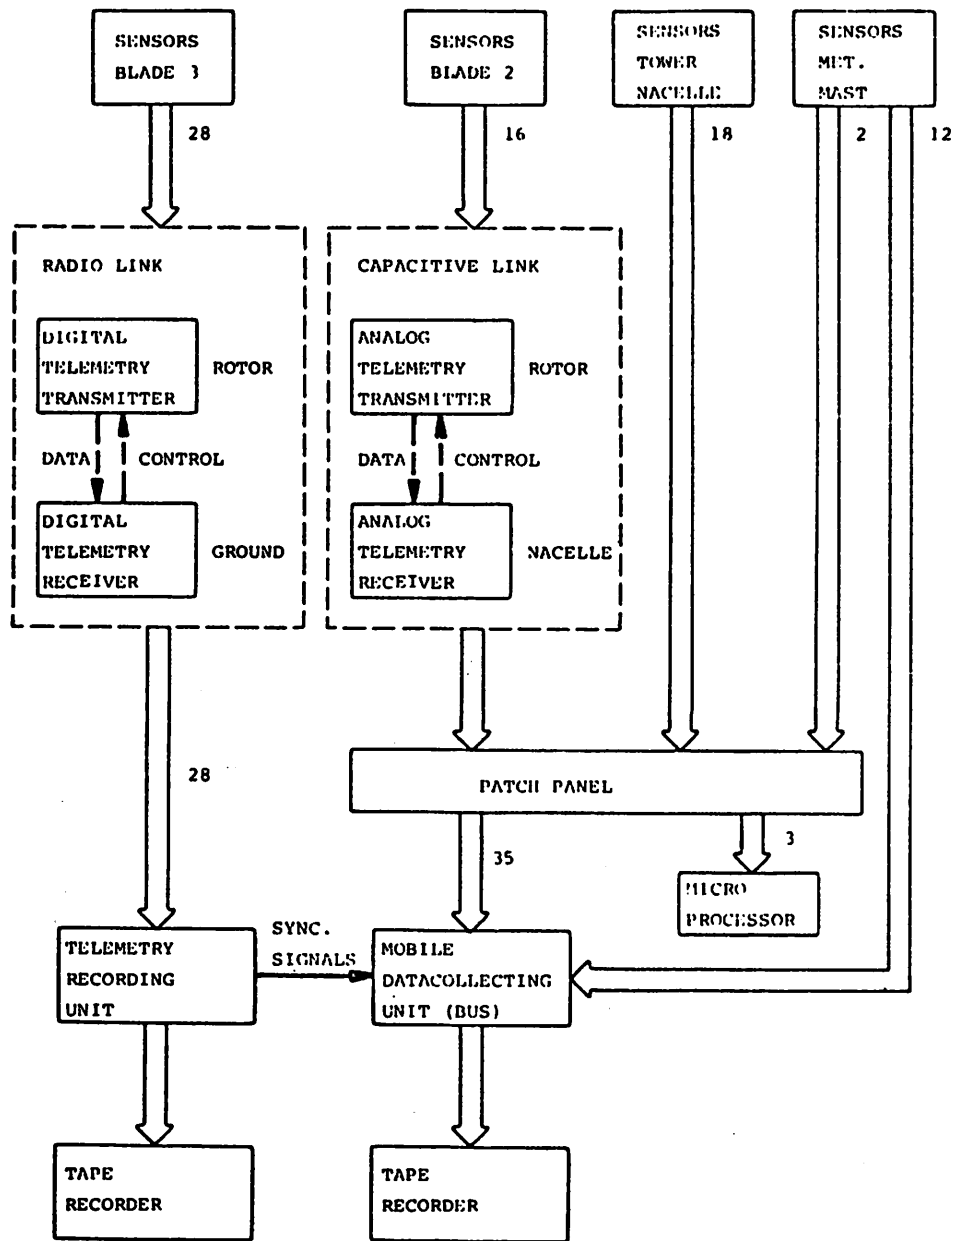 SENSORS
BLADE 3
SENSORS
BLADE 2
SENSORS
TOWER
NACELLE
SENSORS
MET.
MAST
28
16
18
2
12
RADIO LINK
DIGITAL
TELEMETRY
TRANSMITTER
ROTOR
DATA
CONTROL
DIGITAL
TELEMETRY
RECEIVER
GROUND
CAPACITIVE LINK
ANALOG
TELEMETRY
TRANSMITTER
ROTOR
DATA
CONTROL
ANALOG
TELEMETRY
RECEIVER
NACELLE
28
PATCH PANEL
35
3
MICRO
PROCESSOR
TELEMETRY
RECORDING
UNIT
SYNC.
SIGNALS
MOBILE
DATACOLLECTING
UNIT (BUS)
TAPE
RECORDER
TAPE
RECORDER